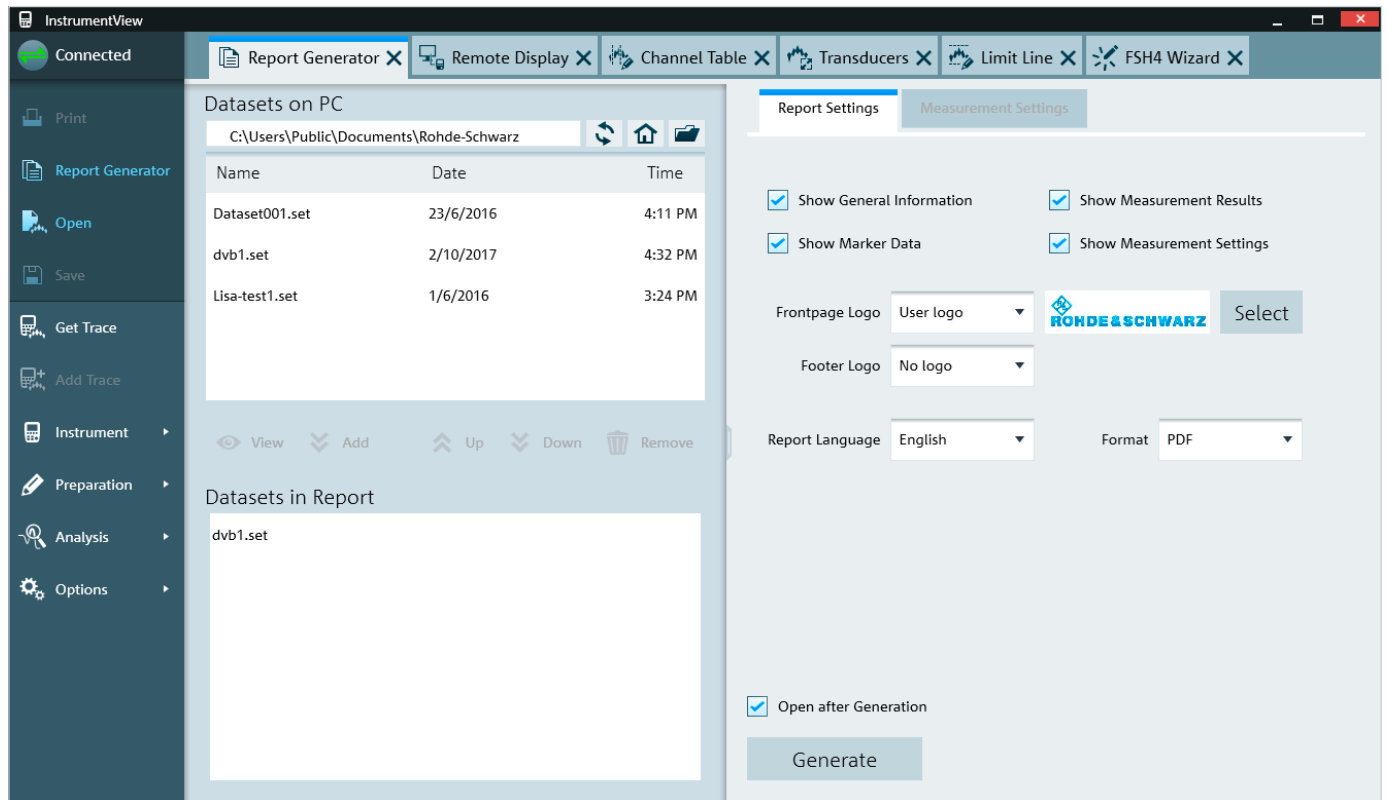 InstrumentView
Connected
Report Generator
Remote Display
Channel Table
Transducers
Limit Line
FSH4 Wizard
Print
Report Generator
Open
Save
Get Trace
Add Trace
Instrument
Preparation
Analysis
Options
Datasets on PC
C:\Users\Public\Documents\Rohde-Schwarz
Name Date Time
Dataset001.set 23/6/2016 4:11 PM
dvb1.set 2/10/2017 4:32 PM
Lisa-test1.set 1/6/2016 3:24 PM
View Add Up Down Remove
Datasets in Report
dvb1.set
Report Settings Measurement Settings
Show General Information Show Measurement Results
Show Marker Data Show Measurement Settings
Frontpage Logo User logo ROHDE&SCHWARZ Select
Footer Logo No logo
Report Language English Format PDF
Open after Generation
Generate